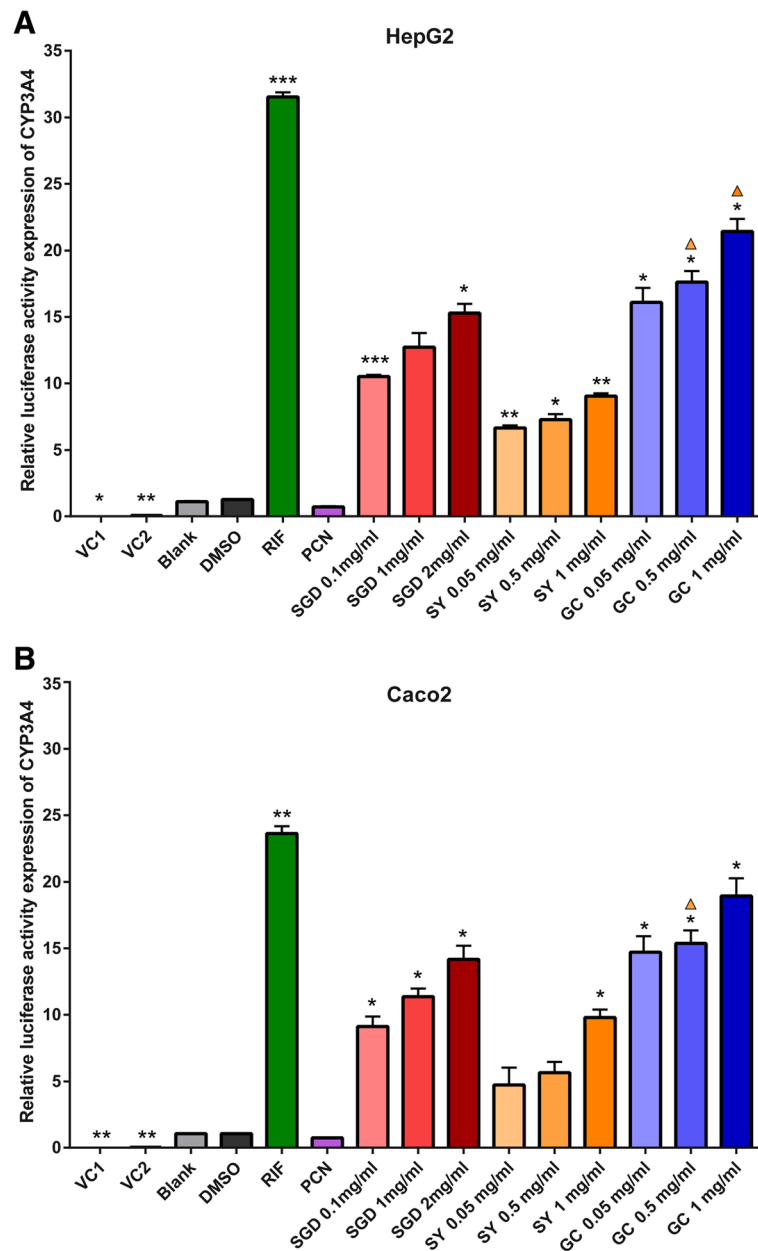 A
HepG2
Relative luciferase activity expression of CYP3A4
35
30
25
20
15
10
5
0
* ** *** *** * ** * ** * * *
VC1 VC2 Blank DMSO RIF PCN SGD 0.1mg/ml SGD 1mg/ml SGD 2mg/ml SY 0.05 mg/ml SY 0.5 mg/ml SY 1 mg/ml GC 0.05 mg/ml GC 0.5 mg/ml GC 1 mg/ml
B
Caco2
Relative luciferase activity expression of CYP3A4
35
30
25
20
15
10
5
0
** ** ** * * * * * * *
VC1 VC2 Blank DMSO RIF PCN SGD 0.1mg/ml SGD 1mg/ml SGD 2mg/ml SY 0.05 mg/ml SY 0.5 mg/ml SY 1 mg/ml GC 0.05 mg/ml GC 0.5 mg/ml GC 1 mg/ml